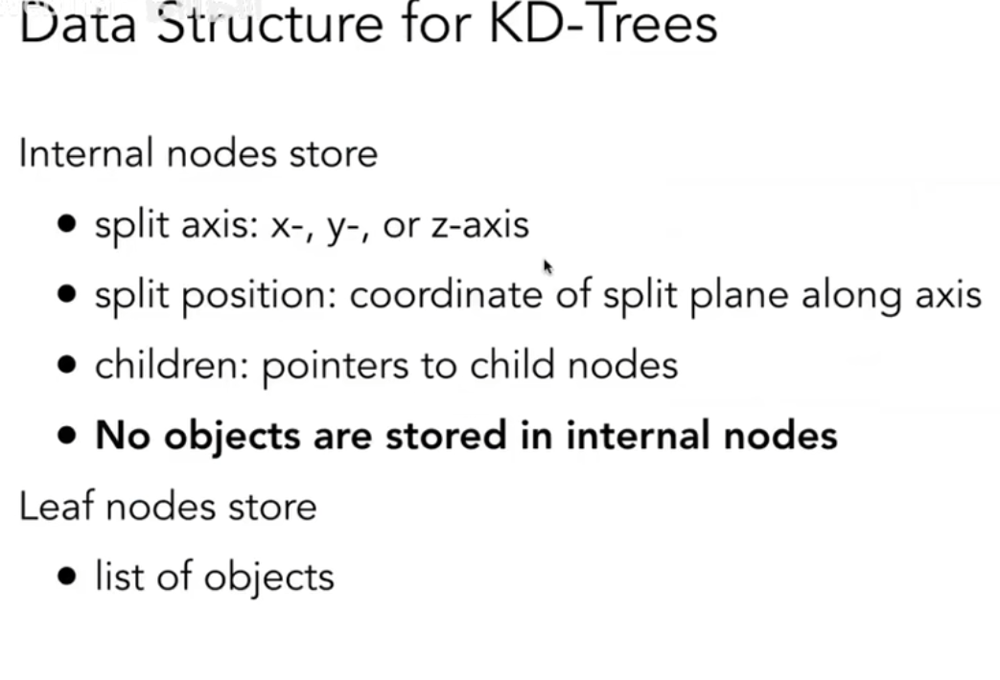 Data Structure for KD-Trees
Internal nodes store
● split axis: x-, y-, or z-axis
● split position: coordinate of split plane along axis
● children: pointers to child nodes
● No objects are stored in internal nodes
Leaf nodes store
● list of objects